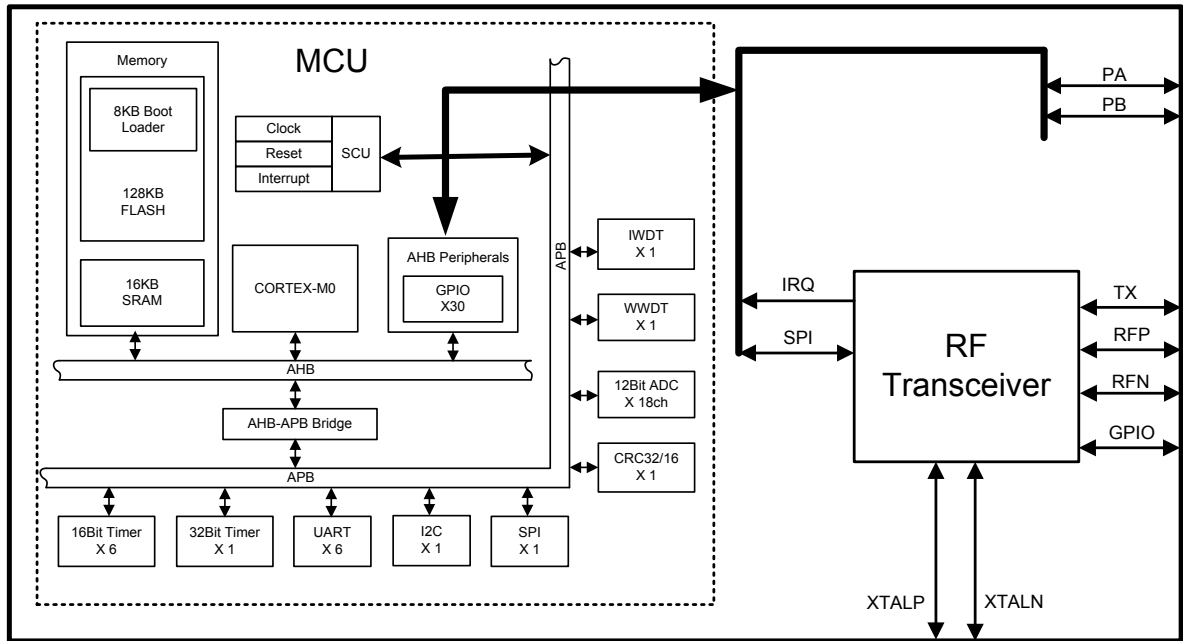 MCU
Memory
8KB Boot
Loader
128KB
FLASH
16KB
SRAM
Clock
Reset
Interrupt
SCU
CORTEX-M0
AHB Peripherals
GPIO
X30
AHB
AHB-APB Bridge
APB
APB
16Bit Timer
X 6
32Bit Timer
X 1
UART
X 6
I2C
X 1
SPI
X 1
IWDT
X 1
WWDT
X 1
12Bit ADC
X 18ch
CRC32/16
X 1
PA
PB
IRQ
SPI
RF
Transceiver
TX
RFP
RFN
GPIO
XTALP
XTALN